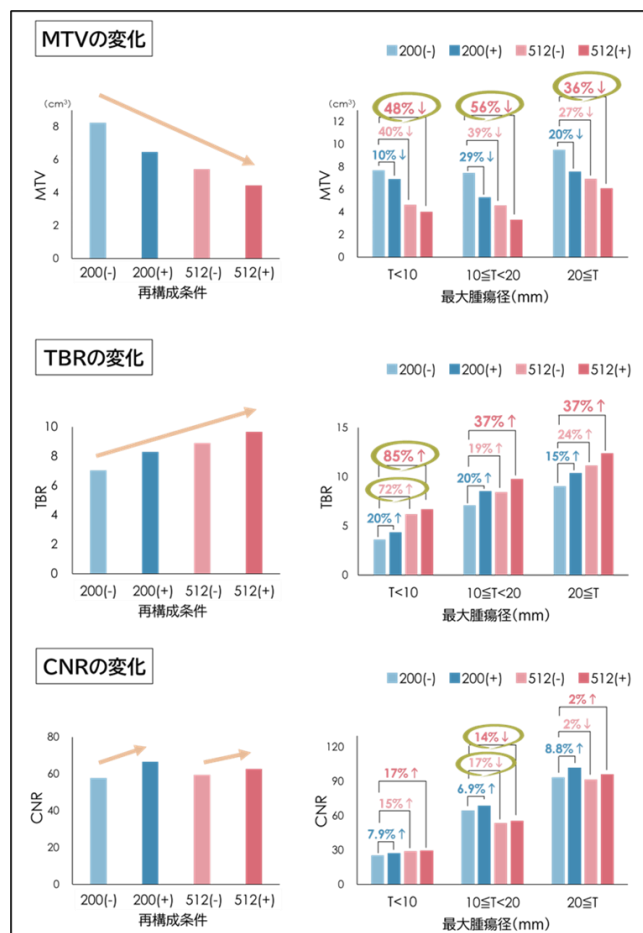 MTVの変化
(cm³)
MTV
8
6
4
2
0
200(-) 200(+) 512(-) 512(+)
再構成条件
200(-) 200(+) 512(-) 512(+)
(cm³)
MTV
12
10
8
6
4
2
0
48%↓
40%↓
10%↓
56%↓
39%↓
29%↓
36%↓
27%↓
20%↓
T<10 10≦T<20 20≦T
最大腫瘍径(mm)
TBRの変化
TBR
10
8
6
4
2
0
200(-) 200(+) 512(-) 512(+)
再構成条件
200(-) 200(+) 512(-) 512(+)
TBR
15
10
5
0
85%↑
72%↑
20%↑
37%↑
19%↑
20%↑
37%↑
24%↑
15%↑
T<10 10≦T<20 20≦T
最大腫瘍径(mm)
CNRの変化
CNR
80
60
40
20
0
200(-) 200(+) 512(-) 512(+)
再構成条件
200(-) 200(+) 512(-) 512(+)
CNR
120
90
60
30
0
17%↑
15%↑
7.9%↑
14%↓
17%↓
6.9%↑
2%↑
2%↓
8.8%↑
T<10 10≦T<20 20≦T
最大腫瘍径(mm)